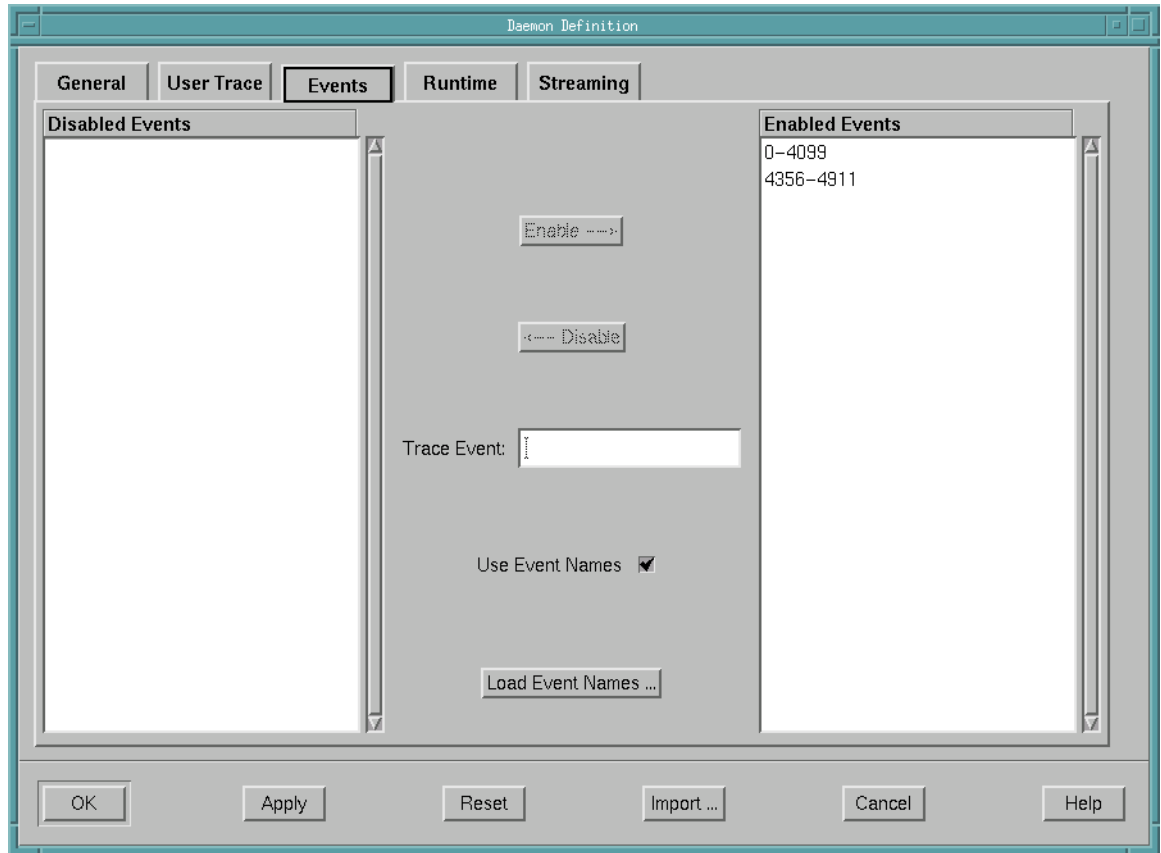 Daemon Definition
General
User Trace
Events
Runtime
Streaming
Disabled Events
Enabled Events
0-4099
4356-4911
Enable --->
<--- Disable
Trace Event:
Use Event Names
Load Event Names ...
OK
Apply
Reset
Import ...
Cancel
Help